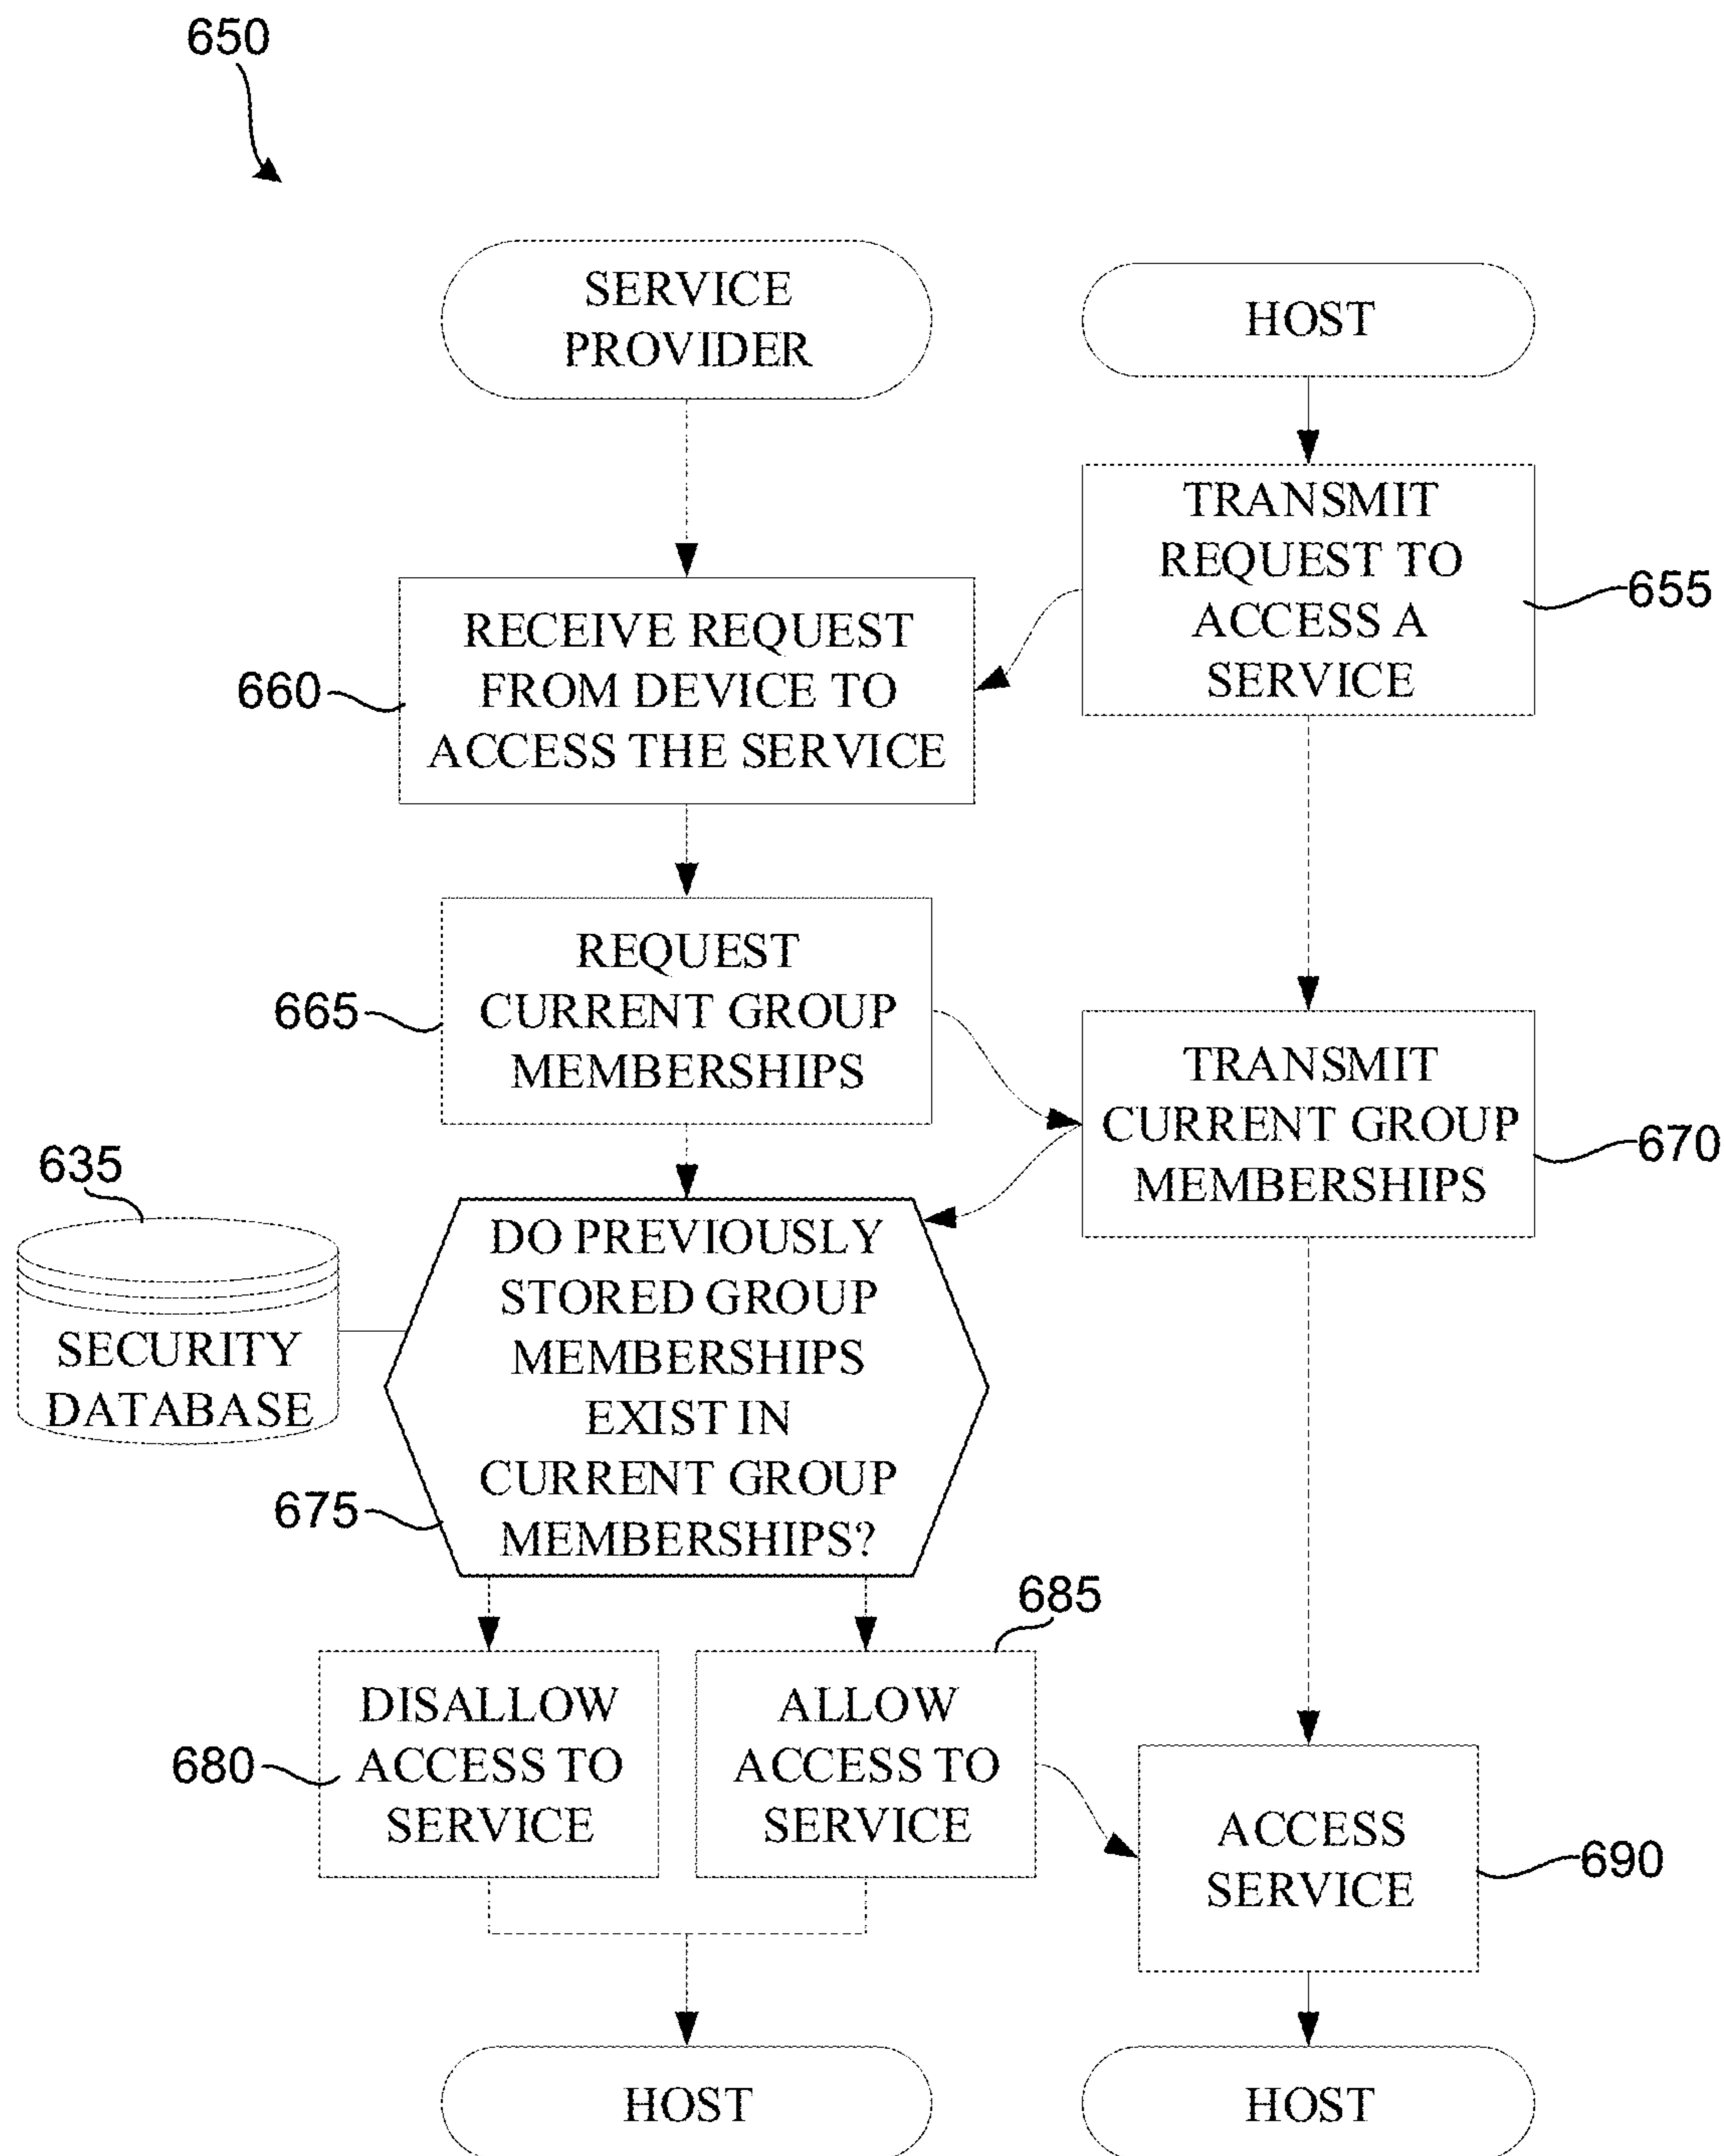 650
SERVICE
PROVIDER
HOST
TRANSMIT
REQUEST TO
ACCESS A
SERVICE
655
RECEIVE REQUEST
FROM DEVICE TO
ACCESS THE SERVICE
660
REQUEST
CURRENT GROUP
MEMBERSHIPS
665
TRANSMIT
CURRENT GROUP
MEMBERSHIPS
670
635
SECURITY
DATABASE
DO PREVIOUSLY
STORED GROUP
MEMBERSHIPS
EXIST IN
CURRENT GROUP
MEMBERSHIPS?
675
685
DISALLOW
ACCESS TO
SERVICE
680
ALLOW
ACCESS TO
SERVICE
ACCESS
SERVICE
690
HOST
HOST